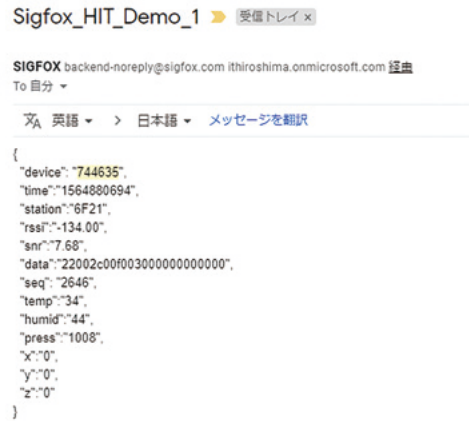 Sigfox_HIT_Demo_1 受信トレイ ×
SIGFOX backend-noreply@sigfox.com ithiroshima.onmicrosoft.com 経由
To 自分
英語 > 日本語 メッセージを翻訳
{
"device": "744635",
"time":"1564880694",
"station":"6F21",
"rssi":"-134.00",
"snr":"7.68",
"data":"22002c00f003000000000000",
"seq": "2646",
"temp":"34",
"humid":"44",
"press":"1008",
"x":"0",
"y":"0",
"z":"0"
}